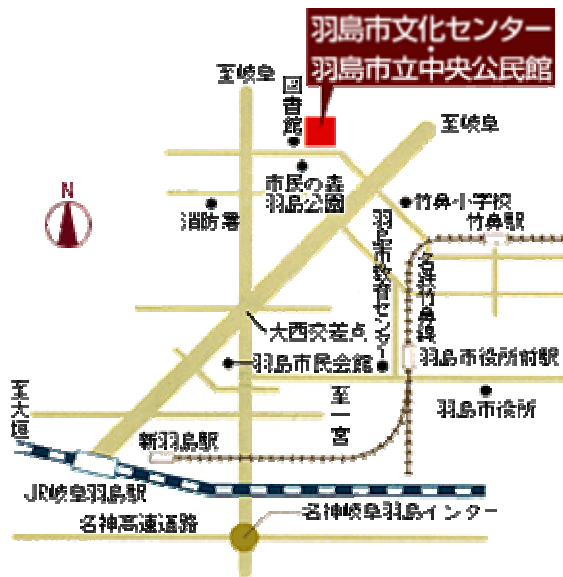 羽島市文化センター
・
羽島市立中央公民館
至岐阜
図書館
至岐阜
N
市民の森
羽島公園
竹鼻小学校
消防署
竹鼻駅
羽島市教育センター
名鉄竹鼻線
大西交差点
羽島市民会館
羽島市役所前駅
至大垣
至一宮
羽島市役所
新羽島駅
JR岐阜羽島駅
名神岐阜羽島インター
名神高速道路